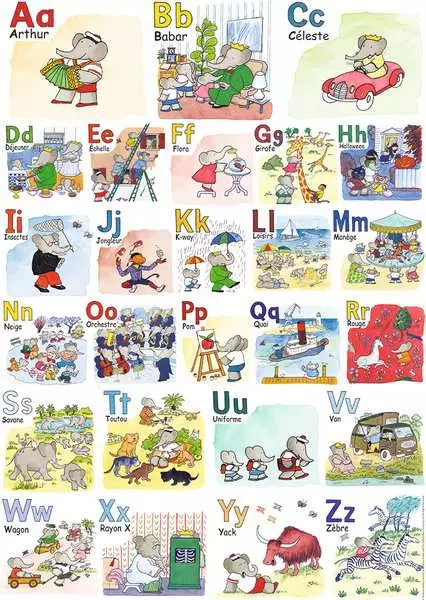 Aa
Arthur
Bb
Babar
Cc
Céleste
Dd
Déjeuner
Ee
Échelle
Ff
Flora
Gg
Girafe
Hh
Halloween
Ii
Insectes
Jj
Jongleur
Kk
K-way
Ll
Loisirs
Mm
Manège
Nn
Neige
Oo
Orchestre
Pp
Pom
Qq
Quai
Rr
Rouge
Ss
Savane
Tt
Toutou
Uu
Uniforme
Vv
Van
Ww
Wagon
Xx
Rayon X
Yy
Yack
Zz
Zèbre